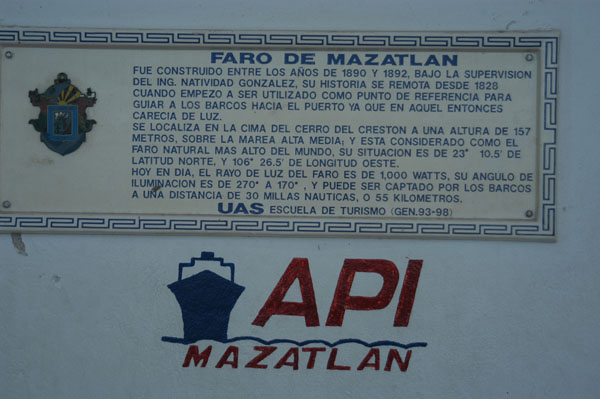 FARO DE MAZATLAN
FUE CONSTRUIDO ENTRE LOS AÑOS DE 1890 Y 1892, BAJO LA SUPERVISION
DEL ING. NATIVIDAD GONZALEZ, SU HISTORIA SE REMOTA DESDE 1828
CUANDO EMPEZO A SER UTILIZADO COMO PUNTO DE REFERENCIA PARA
GUIAR A LOS BARCOS HACIA EL PUERTO YA QUE EN AQUEL ENTONCES
CARECIA DE LUZ.
SE LOCALIZA EN LA CIMA DEL CERRO DEL CRESTON A UNA ALTURA DE 157
METROS, SOBRE LA MAREA ALTA MEDIA; Y ESTA CONSIDERADO COMO EL
FARO NATURAL MAS ALTO DEL MUNDO, SU SITUACION ES DE 23° 10.5' DE
LATITUD NORTE, Y 106° 26.5' DE LONGITUD OESTE.
HOY EN DIA, EL RAYO DE LUZ DEL FARO ES DE 1,000 WATTS, SU ANGULO DE
ILUMINACION ES DE 270° A 170° , Y PUEDE SER CAPTADO POR LOS BARCOS
A UÑA DISTANCIA DE 30 MILLAS NAUTICAS, O 55 KILOMETROS.
UAS ESCUELA DE TURISMO (GEN.93-98)
API
MAZATLAN